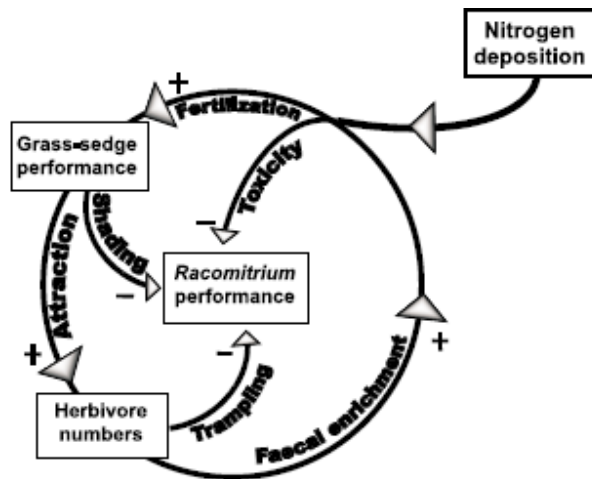 Nitrogen
deposition
+
Fertilization
Grass-sedge
performance
Toxicity
Shading
−
Attraction
Racomitrium
performance
−
+
−
+
Herbivore
numbers
Trampling
Faecal enrichment